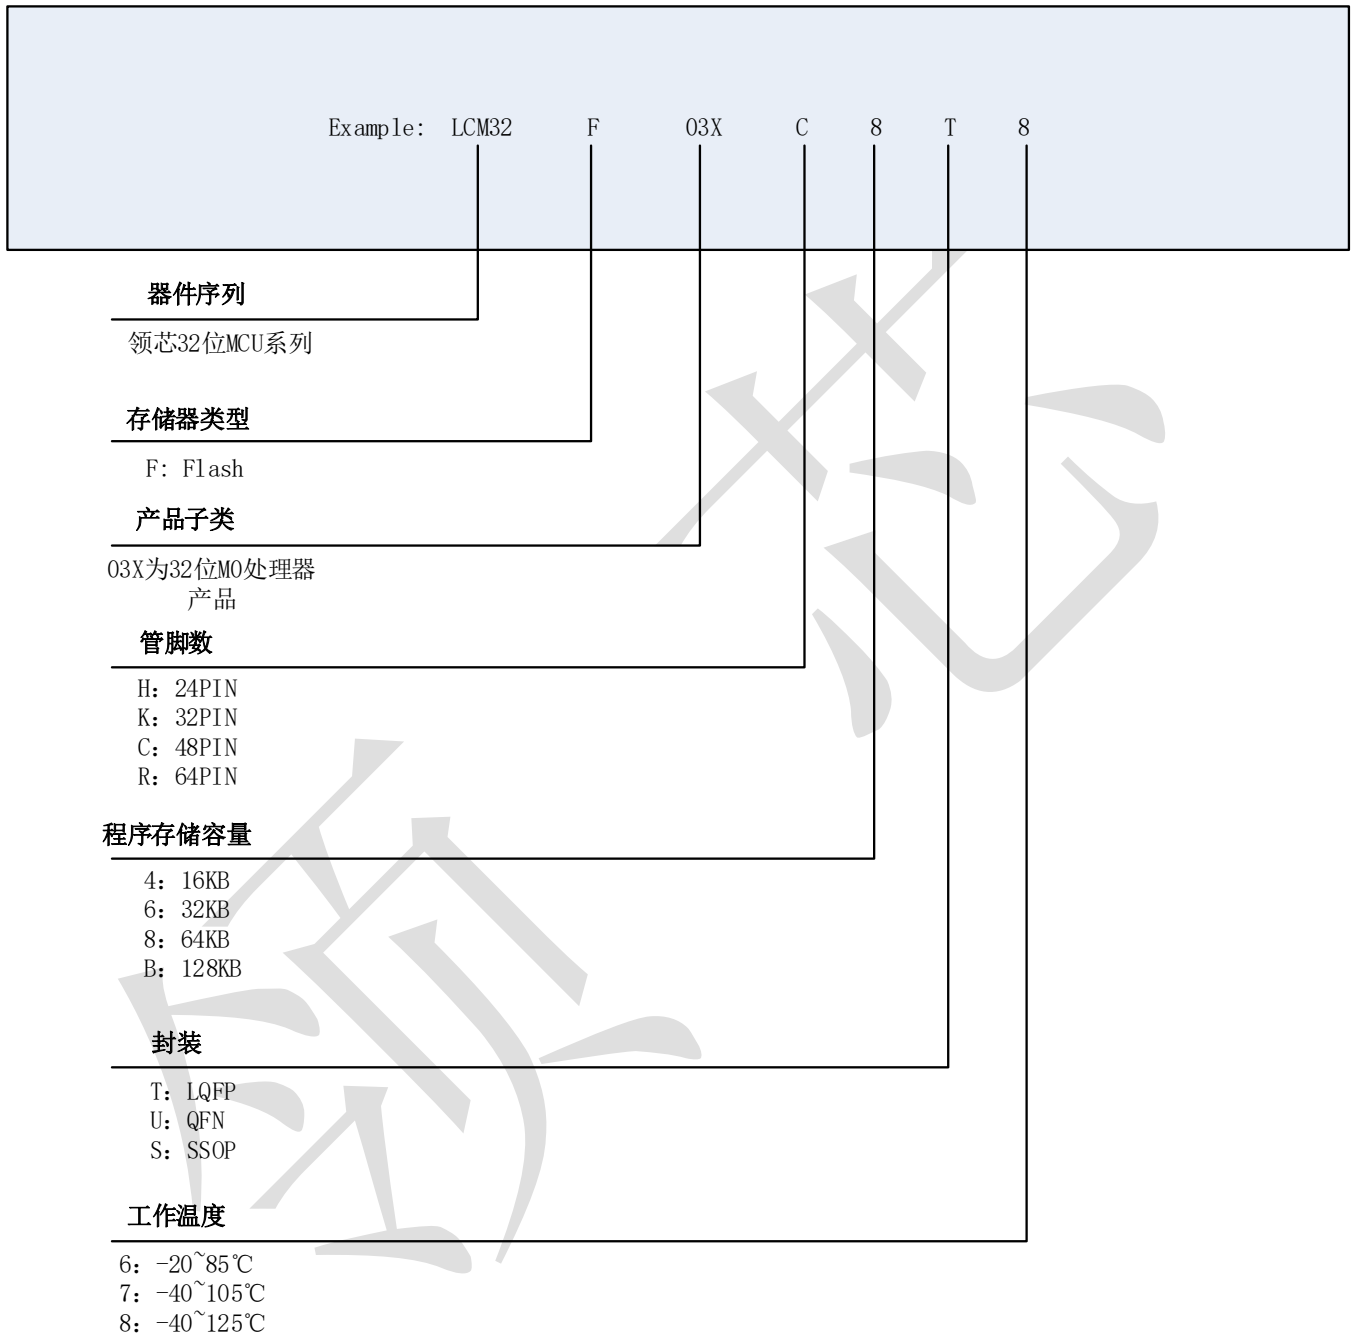 Example: LCM32 F 03X C 8 T 8
器件序列
领芯32位MCU系列
存储器类型
F: Flash
产品子类
03X为32位M0处理器
产品
管脚数
H: 24PIN
K: 32PIN
C: 48PIN
R: 64PIN
程序存储容量
4: 16KB
6: 32KB
8: 64KB
B: 128KB
封装
T: LQFP
U: QFN
S: SSOP
工作温度
6: -20~85℃
7: -40~105℃
8: -40~125℃
领芯